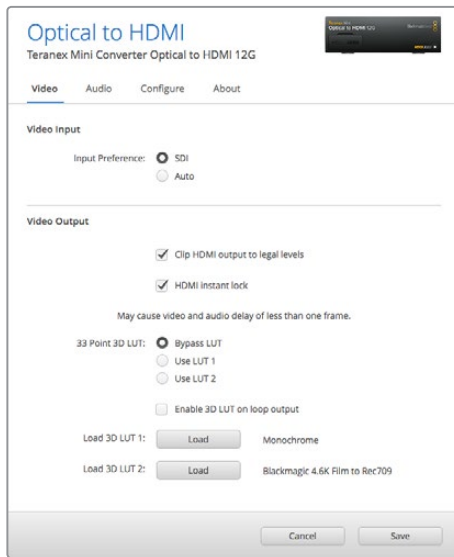 Optical to HDMI
Teranex Mini Converter Optical to HDMI 12G
Video Audio Configure About
Video Input
Input Preference: SDI
Auto
Video Output
Clip HDMI output to legal levels
HDMI instant lock
May cause video and audio delay of less than one frame.
33 Point 3D LUT: Bypass LUT
Use LUT 1
Use LUT 2
Enable 3D LUT on loop output
Load 3D LUT 1: Load Monochrome
Load 3D LUT 2: Load Blackmagic 4.6K Film to Rec709
Cancel Save